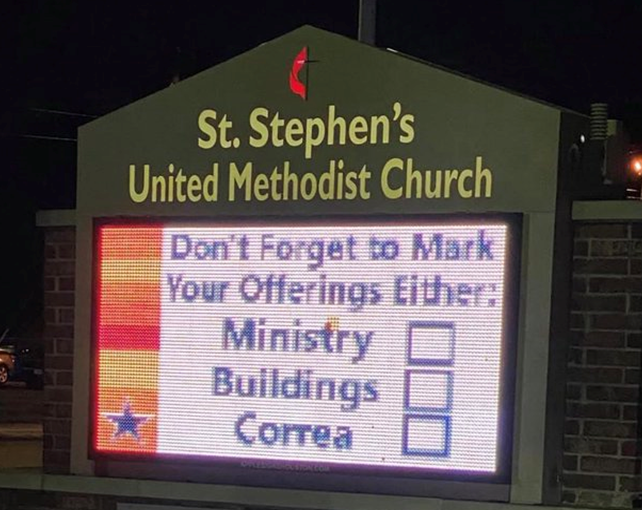 St. Stephen's
United Methodist Church
Don't Forget to Mark
Your Offerings Either:
Ministry
Buildings
Correa